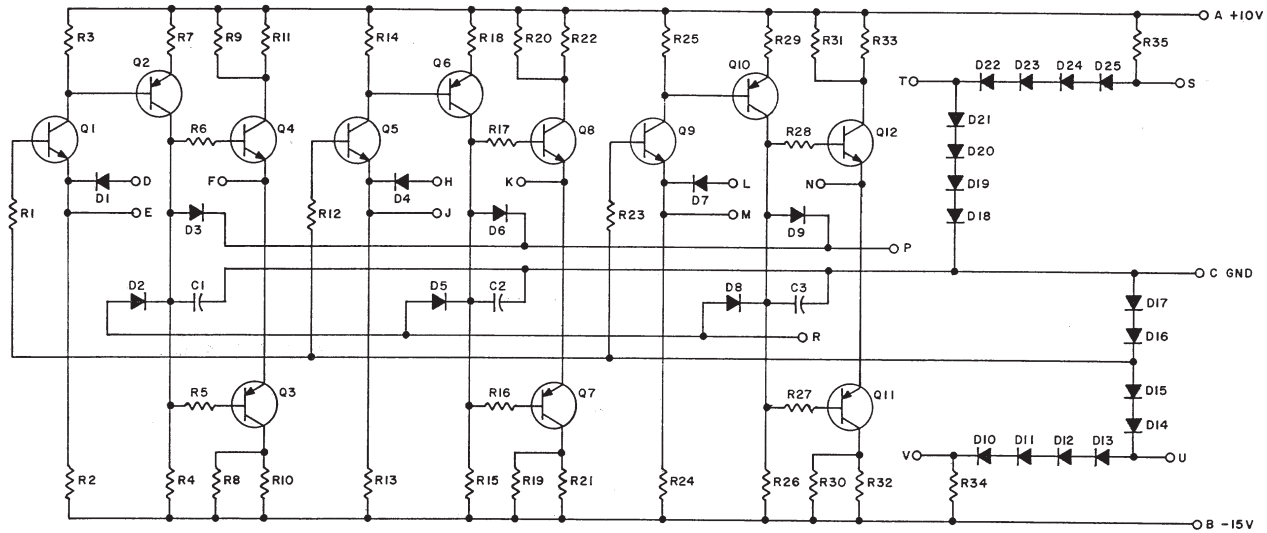 A +10V
R3 R7 R9 R11 R14 R18 R20 R22 R25 R29 R31 R33 R35
Q2 Q6 Q10
D22 D23 D24 D25
T S
Q1 R6 Q4 Q5 R17 Q8 Q9 R28 Q12
D21
D20
D19
D18
D1 D F D4 H K D7 L N
E J M
R1 D3 R12 D6 R23 D9
P
C GND
D2 C1 D5 C2 D8 C3
D17
D16
R
R5 Q3 R16 Q7 R27 Q11
D15
D14
V D10 D11 D12 D13 U
R2 R4 R8 R10 R13 R15 R19 R21 R24 R26 R30 R32 R34
B -15V